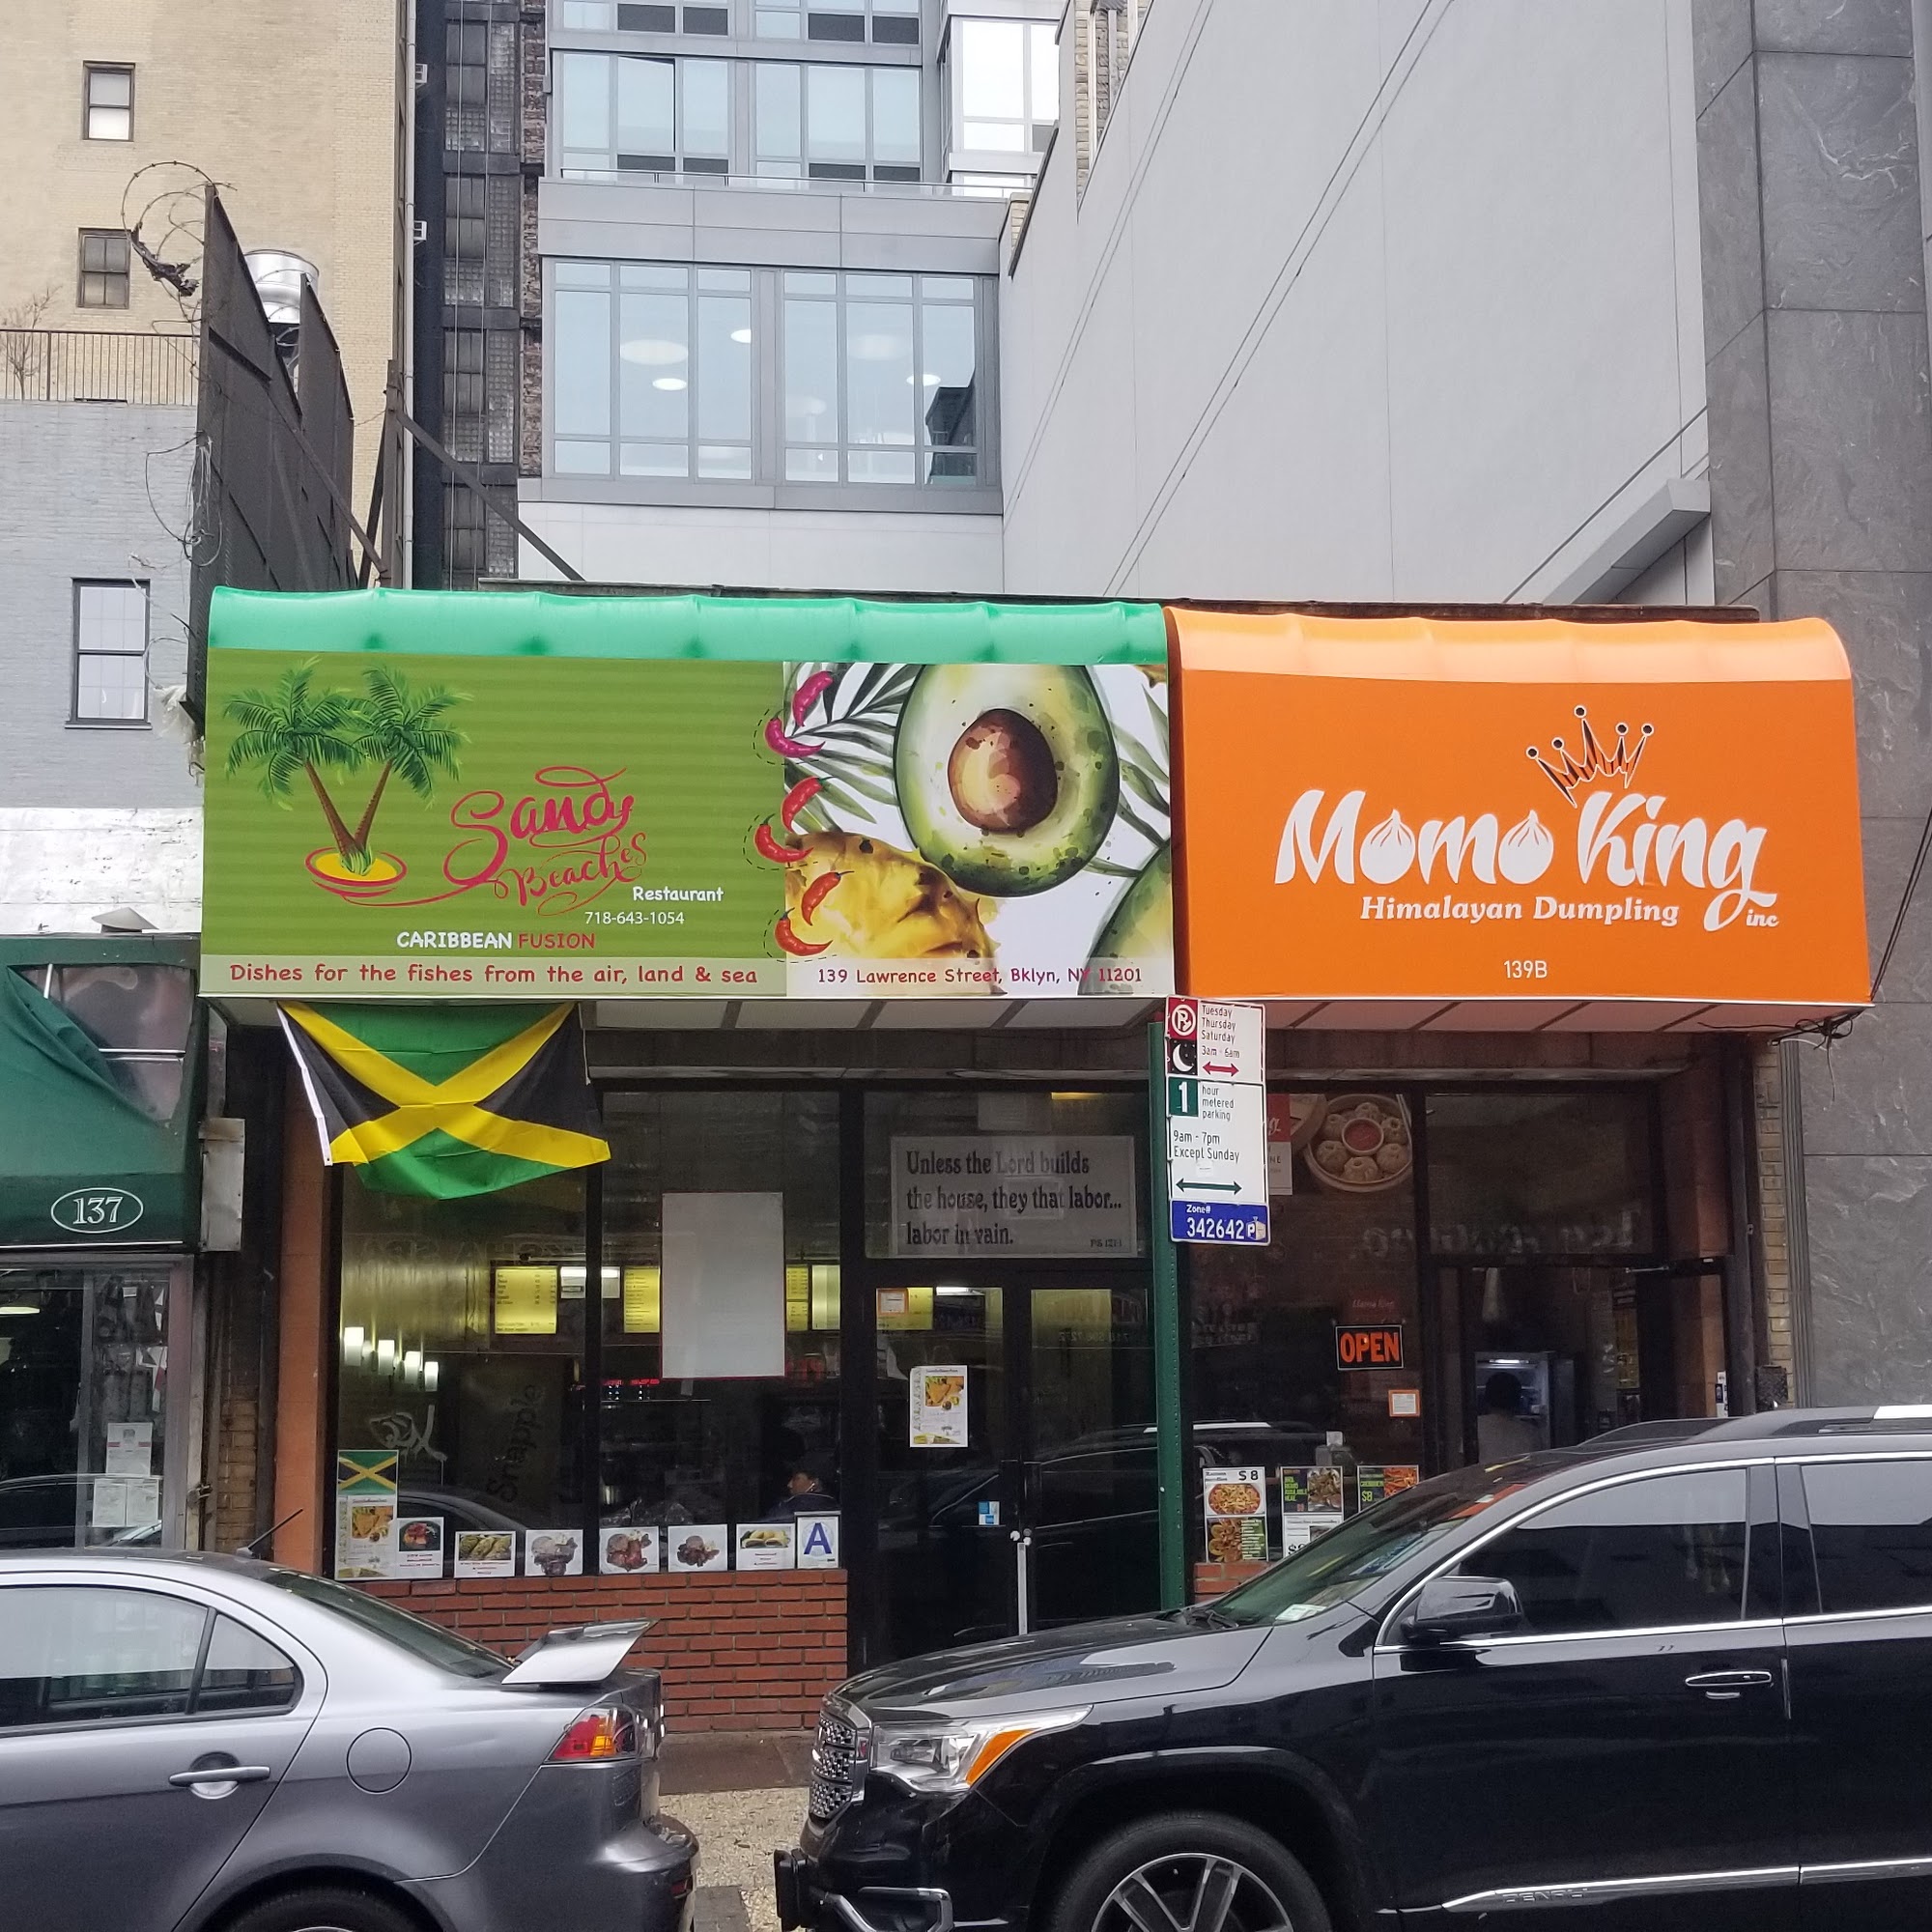 Sandy
Beaches
Restaurant
718-643-1054
CARIBBEAN FUSION
Dishes for the fishes from the air, land & sea
139 Lawrence Street, Bklyn, NY 11201
Momo King
Himalayan Dumpling inc
139B
Tuesday
Thursday
Saturday
3am - 6am
1 hour
metered
parking
9am - 7pm
Except Sunday
Zone#
342642 P
Unless the Lord builds
the house, they that labor...
labor in vain.
137
OPEN
Snapple
A
$8
$8
DENALI